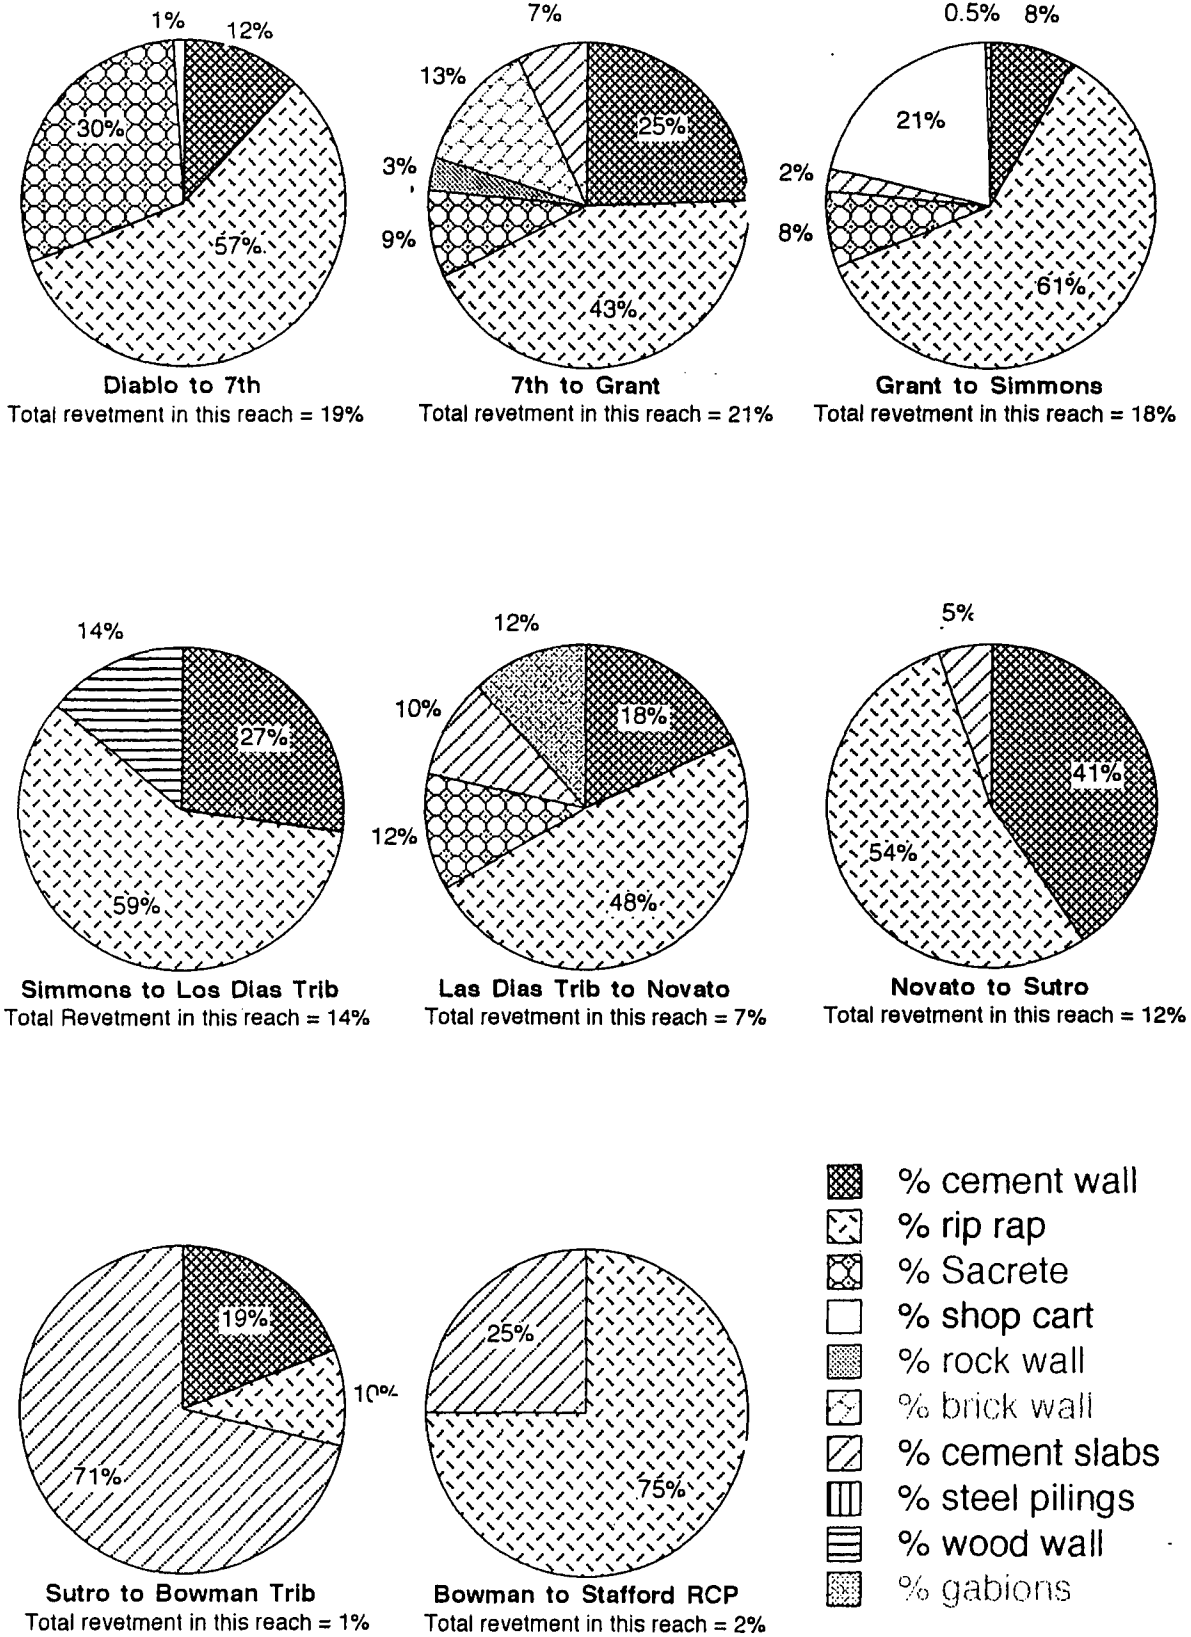 1%
12%
30%
57%
Diablo to 7th
Total revetment in this reach = 19%
7%
13%
25%
3%
9%
43%
7th to Grant
Total revetment in this reach = 21%
0.5% 8%
21%
2%
8%
61%
Grant to Simmons
Total revetment in this reach = 18%
14%
27%
59%
Simmons to Los Dias Trib
Total Revetment in this reach = 14%
12%
10%
18%
12%
48%
Las Dias Trib to Novato
Total revetment in this reach = 7%
5%
41%
54%
Novato to Sutro
Total revetment in this reach = 12%
19%
10%
71%
Sutro to Bowman Trib
Total revetment in this reach = 1%
25%
75%
Bowman to Stafford RCP
Total revetment in this reach = 2%
% cement wall
% rip rap
% Sacrete
% shop cart
% rock wall
% brick wall
% cement slabs
% steel pilings
% wood wall
% gabions